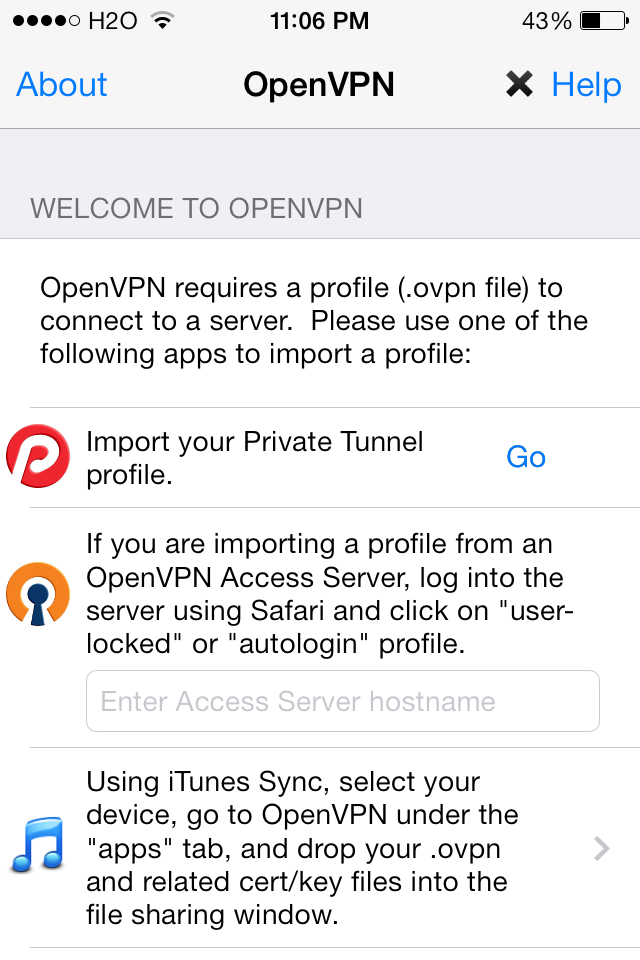 H2O 11:06 PM 43%
About OpenVPN Help
WELCOME TO OPENVPN
OpenVPN requires a profile (.ovpn file) to
connect to a server.  Please use one of the
following apps to import a profile:
Import your Private Tunnel
profile.
Go
If you are importing a profile from an
OpenVPN Access Server, log into the
server using Safari and click on "user-
locked" or "autologin" profile.
Enter Access Server hostname
Using iTunes Sync, select your
device, go to OpenVPN under the
"apps" tab, and drop your .ovpn
and related cert/key files into the
file sharing window.